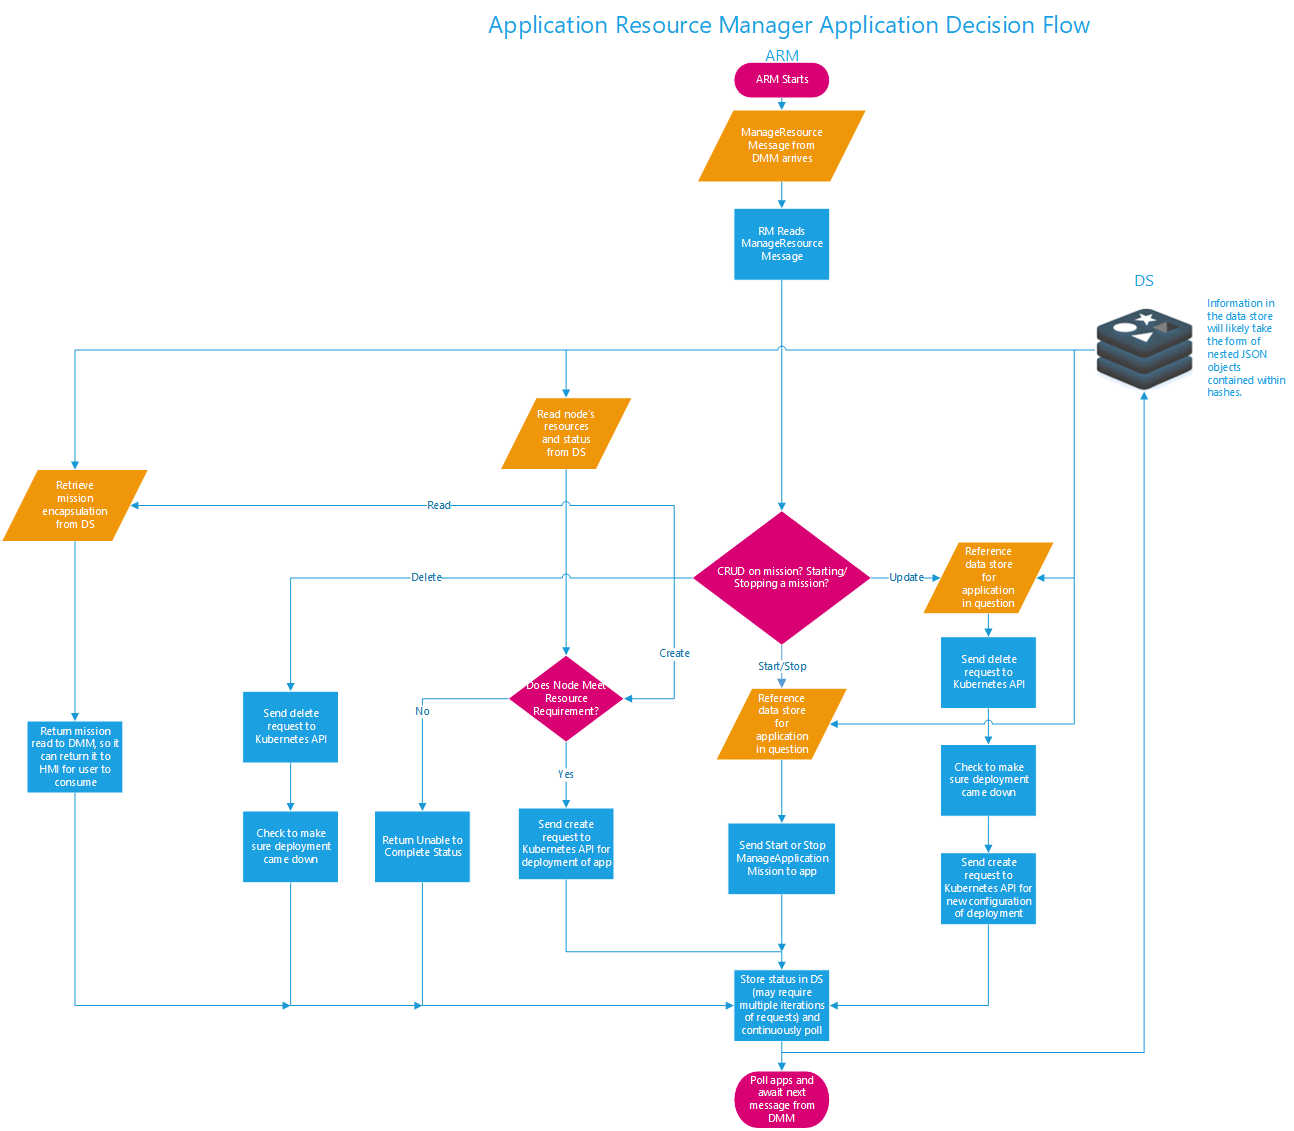 Application Resource Manager Application Decision Flow
ARM
ARM Starts
ManageResource
Message from
DMM arrives
RM Reads
ManageResource
Message
DS
Information in
the data store
will likely take
the form of
nested JSON
objects
contained within
hashes.
Read node's
resources
and status
from DS
Retrieve
mission
encapsulation
from DS
Read
CRUD on mission? Starting/
Stopping a mission?
Delete
Update
Reference
data store
for
application
in question
Create
Start/Stop
Send delete
request to
Kubernetes API
Does Node Meet
Resource
Requirement?
No
Yes
Reference
data store
for
application
in question
Send delete
request to
Kubernetes API
Return mission
read to DMM, so it
can return it to
HMI for user to
consume
Check to make
sure deployment
came down
Check to make
sure deployment
came down
Return Unable to
Complete Status
Send create
request to
Kubernetes API for
deployment of app
Send Start or Stop
ManageApplication
Mission to app
Send create
request to
Kubernetes API for
new configuration
of deployment
Store status in DS
(may require
multiple iterations
of requests) and
continuously poll
Poll apps and
await next
message from
DMM